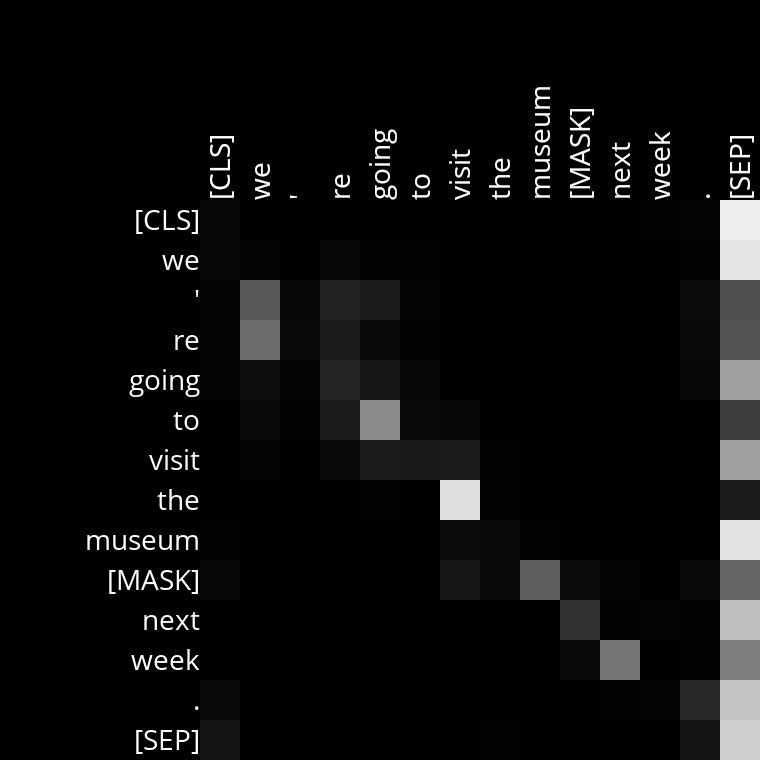 [CLS] we ' re going to visit the museum [MASK] next week . [SEP]
[CLS]
we
'
re
going
to
visit
the
museum
[MASK]
next
week
.
[SEP]